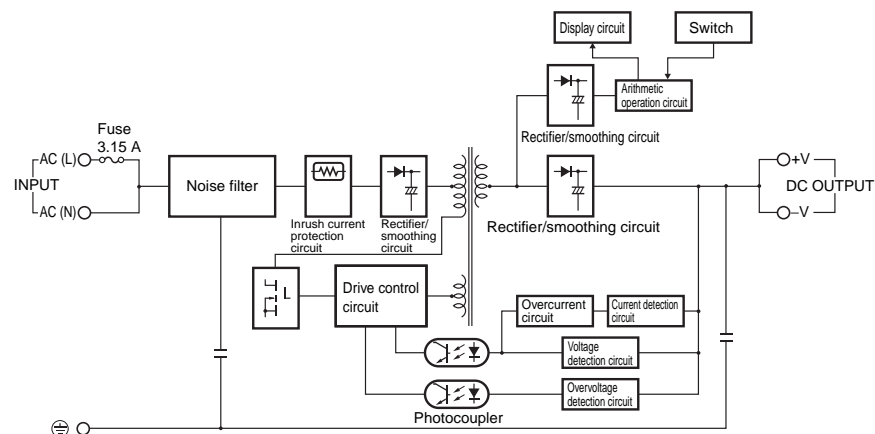 Display circuit
Switch
Arithmetic
operation circuit
Rectifier/smoothing circuit
Fuse
3.15 A
AC (L)
INPUT
AC (N)
Noise filter
Inrush current
protection
circuit
Rectifier/
smoothing
circuit
Rectifier/smoothing circuit
+V
DC OUTPUT
–V
Drive control
circuit
Overcurrent
circuit
Current detection
circuit
Voltage
detection circuit
Overvoltage
detection circuit
Photocoupler